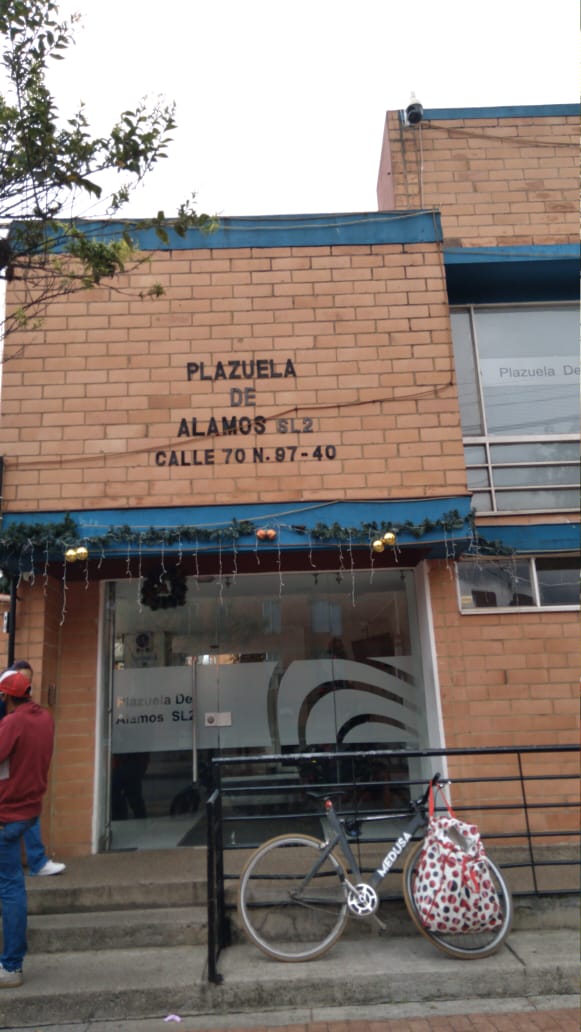 PLAZUELA
DE
ALAMOS SL2
CALLE 70 N. 97-40
Plazuela De
Plazuela De
Alamos SL2
MEDUSA